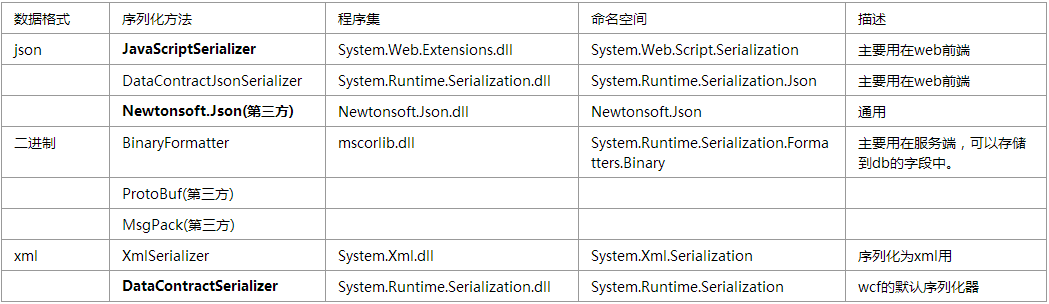 数据格式 序列化方法 程序集 命名空间 描述
json JavaScriptSerializer System.Web.Extensions.dll System.Web.Script.Serialization 主要用在web前端
DataContractJsonSerializer System.Runtime.Serialization.dll System.Runtime.Serialization.Json 主要用在web前端
Newtonsoft.Json(第三方) Newtonsoft.Json.dll Newtonsoft.Json 通用
二进制 BinaryFormatter mscorlib.dll System.Runtime.Serialization.Forma 主要用在服务端，可以存储
tters.Binary 到db的字段中。
ProtoBuf(第三方)
MsgPack(第三方)
xml XmlSerializer System.Xml.dll System.Xml.Serialization 序列化为xml用
DataContractSerializer System.Runtime.Serialization.dll System.Runtime.Serialization wcf的默认序列化器